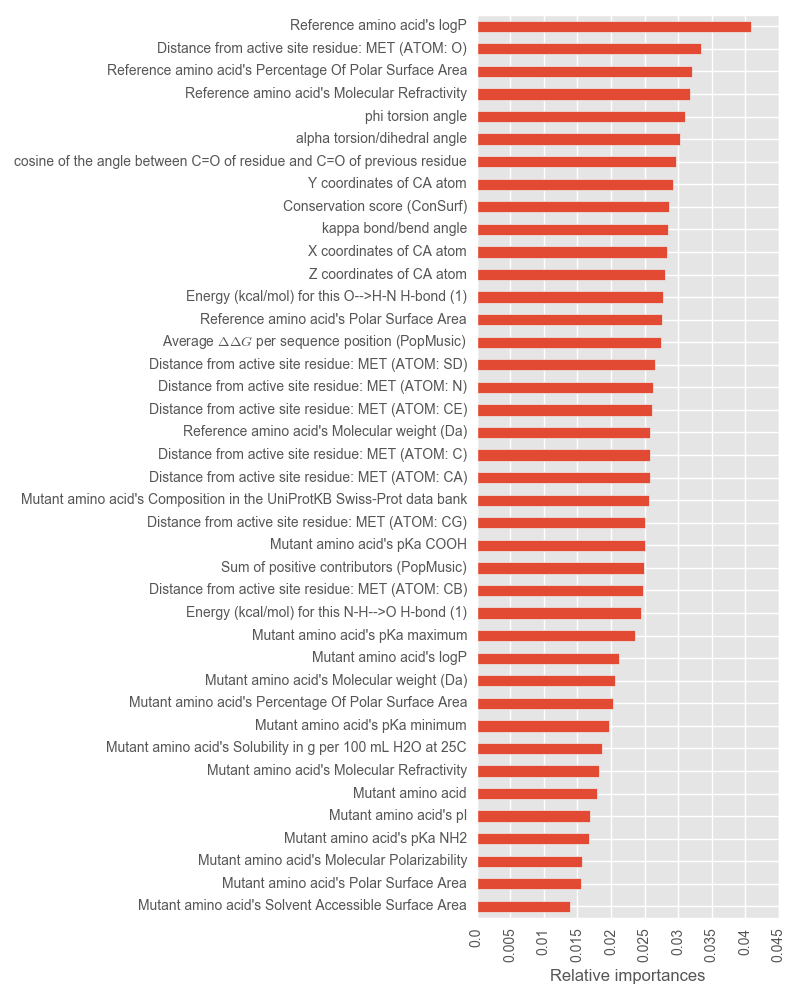 Reference amino acid's logP
Distance from active site residue: MET (ATOM: O)
Reference amino acid's Percentage Of Polar Surface Area
Reference amino acid's Molecular Refractivity
phi torsion angle
alpha torsion/dihedral angle
cosine of the angle between C=O of residue and C=O of previous residue
Y coordinates of CA atom
Conservation score (ConSurf)
kappa bond/bend angle
X coordinates of CA atom
Z coordinates of CA atom
Energy (kcal/mol) for this O-->H-N H-bond (1)
Reference amino acid's Polar Surface Area
Average ΔΔG per sequence position (PopMusic)
Distance from active site residue: MET (ATOM: SD)
Distance from active site residue: MET (ATOM: N)
Distance from active site residue: MET (ATOM: CE)
Reference amino acid's Molecular weight (Da)
Distance from active site residue: MET (ATOM: C)
Distance from active site residue: MET (ATOM: CA)
Mutant amino acid's Composition in the UniProtKB Swiss-Prot data bank
Distance from active site residue: MET (ATOM: CG)
Mutant amino acid's pKa COOH
Sum of positive contributors (PopMusic)
Distance from active site residue: MET (ATOM: CB)
Energy (kcal/mol) for this N-H-->O H-bond (1)
Mutant amino acid's pKa maximum
Mutant amino acid's logP
Mutant amino acid's Molecular weight (Da)
Mutant amino acid's Percentage Of Polar Surface Area
Mutant amino acid's pKa minimum
Mutant amino acid's Solubility in g per 100 mL H2O at 25C
Mutant amino acid's Molecular Refractivity
Mutant amino acid
Mutant amino acid's pI
Mutant amino acid's pKa NH2
Mutant amino acid's Molecular Polarizability
Mutant amino acid's Polar Surface Area
Mutant amino acid's Solvent Accessible Surface Area
0.0 0.005 0.01 0.015 0.02 0.025 0.03 0.035 0.04 0.045
Relative importances